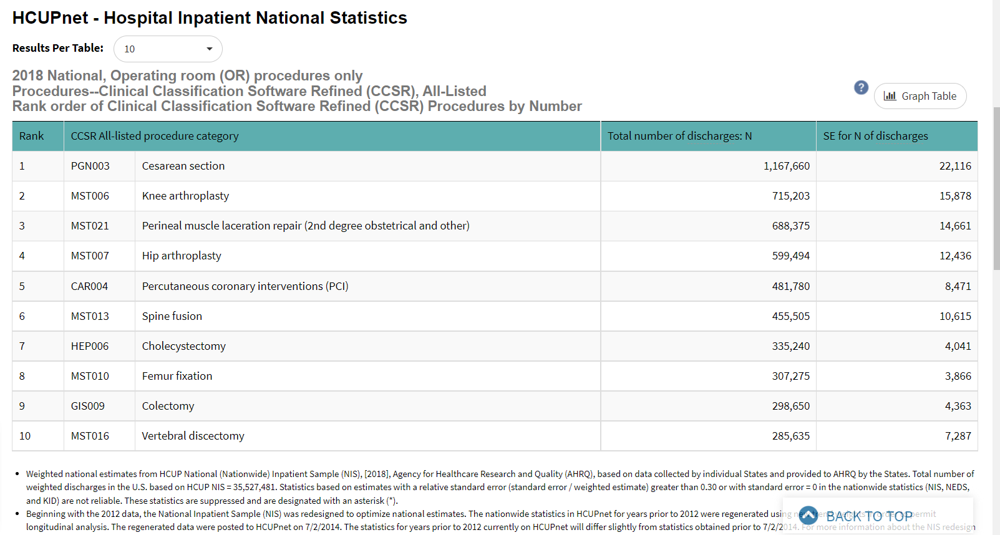 HCUPnet - Hospital Inpatient National Statistics
Results Per Table: 10
2018 National, Operating room (OR) procedures only
Procedures--Clinical Classification Software Refined (CCSR), All-Listed
Rank order of Clinical Classification Software Refined (CCSR) Procedures by Number
? Graph Table
Rank CCSR All-listed procedure category Total number of discharges: N SE for N of discharges
1 PGN003 Cesarean section 1,167,660 22,116
2 MST006 Knee arthroplasty 715,203 15,878
3 MST021 Perineal muscle laceration repair (2nd degree obstetrical and other) 688,375 14,661
4 MST007 Hip arthroplasty 599,494 12,436
5 CAR004 Percutaneous coronary interventions (PCI) 481,780 8,471
6 MST013 Spine fusion 455,505 10,615
7 HEP006 Cholecystectomy 335,240 4,041
8 MST010 Femur fixation 307,275 3,866
9 GIS009 Colectomy 298,650 4,363
10 MST016 Vertebral discectomy 285,635 7,287
• Weighted national estimates from HCUP National (Nationwide) Inpatient Sample (NIS), [2018], Agency for Healthcare Research and Quality (AHRQ), based on data collected by individual States and provided to AHRQ by the States. Total number of
weighted discharges in the U.S. based on HCUP NIS = 35,527,481. Statistics based on estimates with a relative standard error (standard error / weighted estimate) greater than 0.30 or with standard error = 0 in the nationwide statistics (NIS, NEDS,
and KID) are not reliable. These statistics are suppressed and are designated with an asterisk (*).
• Beginning with the 2012 data, the National Inpatient Sample (NIS) was redesigned to optimize national estimates. The nationwide statistics in HCUPnet for years prior to 2012 were regenerated using new trend weights in order to permit
BACK TO TOP
longitudinal analysis. The regenerated data were posted to HCUPnet on 7/2/2014. The statistics for years prior to 2012 currently on HCUPnet will differ slightly from statistics obtained prior to 7/2/2014. For more information about the NIS redesign